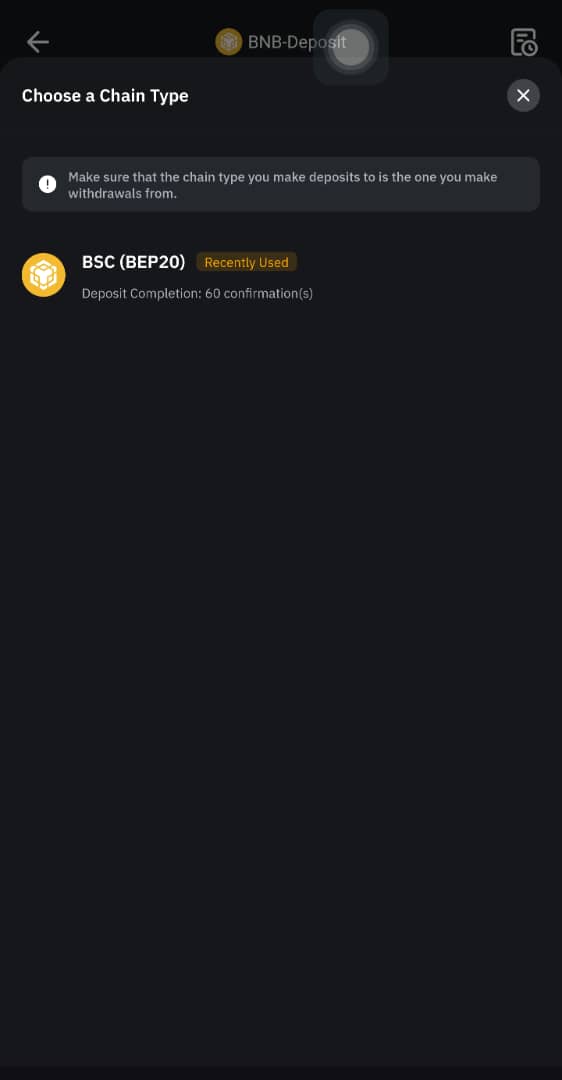 BNB-Deposit
Choose a Chain Type
Make sure that the chain type you make deposits to is the one you make
withdrawals from.
BSC (BEP20) Recently Used
Deposit Completion: 60 confirmation(s)